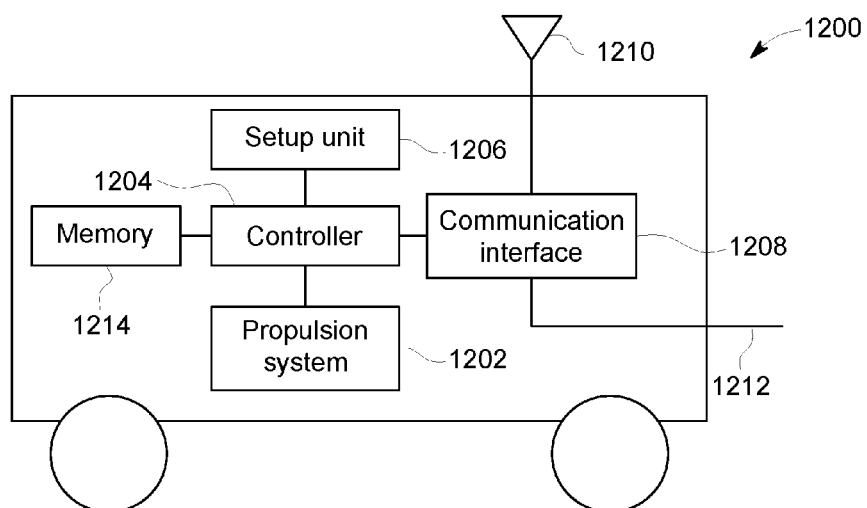 1210
1200
Setup unit
1206
1204
Memory
Controller
Communication
interface
1208
1214
Propulsion
system
1202
1212